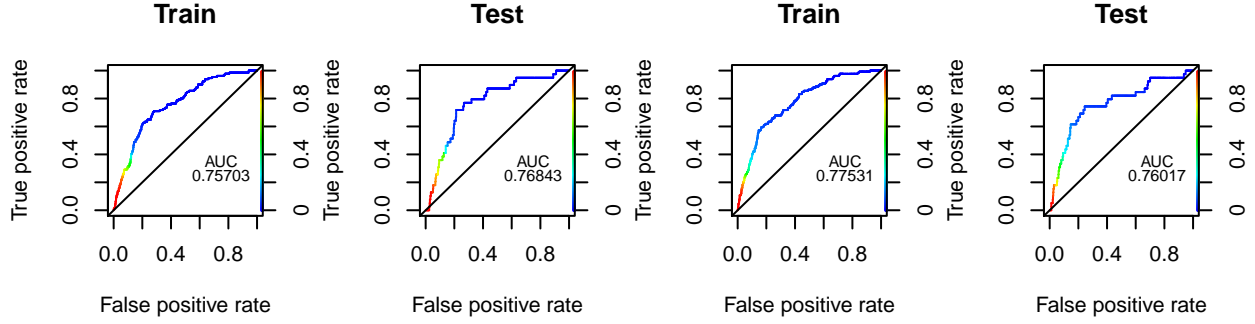 Train
True positive rate
0.0 0.4 0.8
0 0.4 0.8
AUC
0.75703
0.0 0.4 0.8
False positive rate
Test
True positive rate
0.0 0.4 0.8
0 0.4 0.8
AUC
0.76843
0.0 0.4 0.8
False positive rate
Train
True positive rate
0.0 0.4 0.8
0 0.4 0.8
AUC
0.77531
0.0 0.4 0.8
False positive rate
Test
True positive rate
0.0 0.4 0.8
0 0.4 0.8
AUC
0.76017
0.0 0.4 0.8
False positive rate